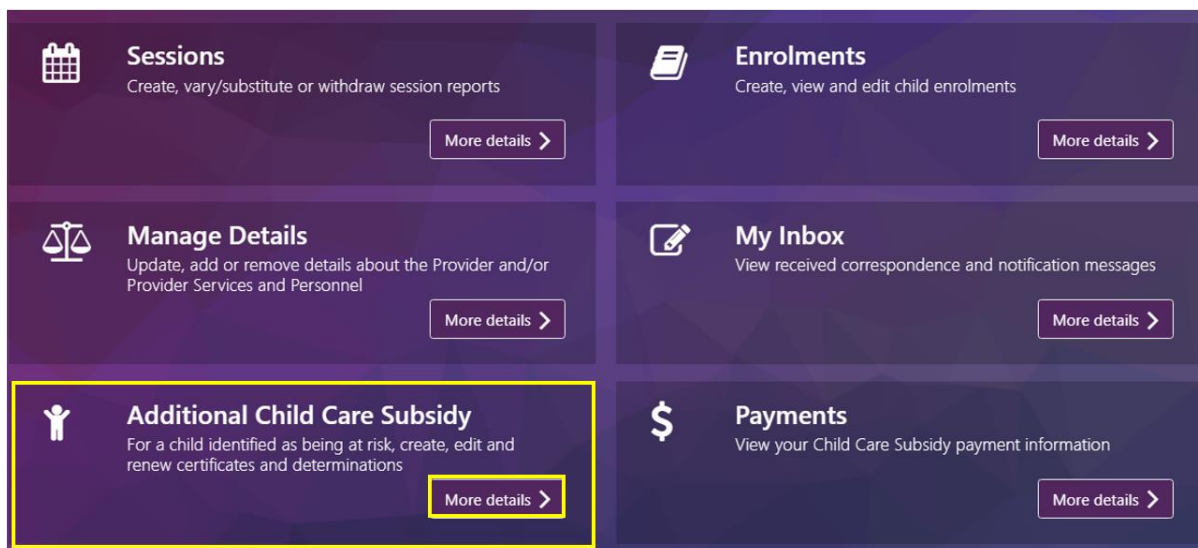 Sessions
Create, vary/substitute or withdraw session reports
More details
Enrolments
Create, view and edit child enrolments
More details
Manage Details
Update, add or remove details about the Provider and/or
Provider Services and Personnel
More details
My Inbox
View received correspondence and notification messages
More details
Additional Child Care Subsidy
For a child identified as being at risk, create, edit and
renew certificates and determinations
More details
Payments
View your Child Care Subsidy payment information
More details